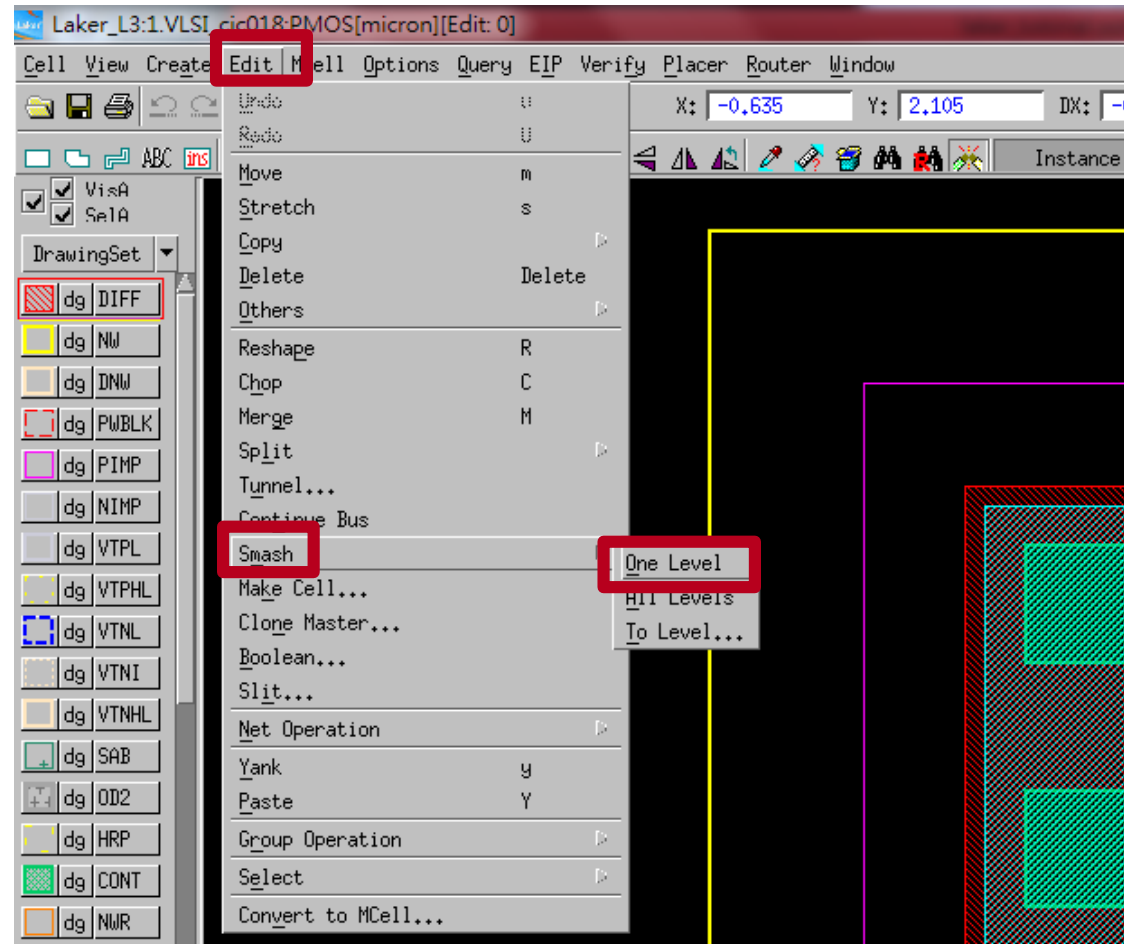 Laker_L3:1.VLSI_cic018:PMOS[micron][Edit: 0]
Cell View Create Edit Mcell Options Query EIP Verify Placer Router Window
X: -0.635 Y: 2.105 DX:
ABC ins Instance
VisA
SelA
DrawingSet
dg DIFF
dg NW
dg DNW
dg PWBLK
dg PIMP
dg NIMP
dg VTPL
dg VTPHL
dg VTNL
dg VTNI
dg VTNHL
dg SAB
dg OD2
dg HRP
dg CONT
dg NWR
Undo u
Redo U
Move m
Stretch s
Copy
Delete Delete
Others
Reshape R
Chop C
Merge M
Split
Tunnel...
Continue Bus
Smash
Make Cell...
Clone Master...
Boolean...
Slit...
Net Operation
Yank y
Paste Y
Group Operation
Select
Convert to MCell...
One Level
All Levels
To Level...